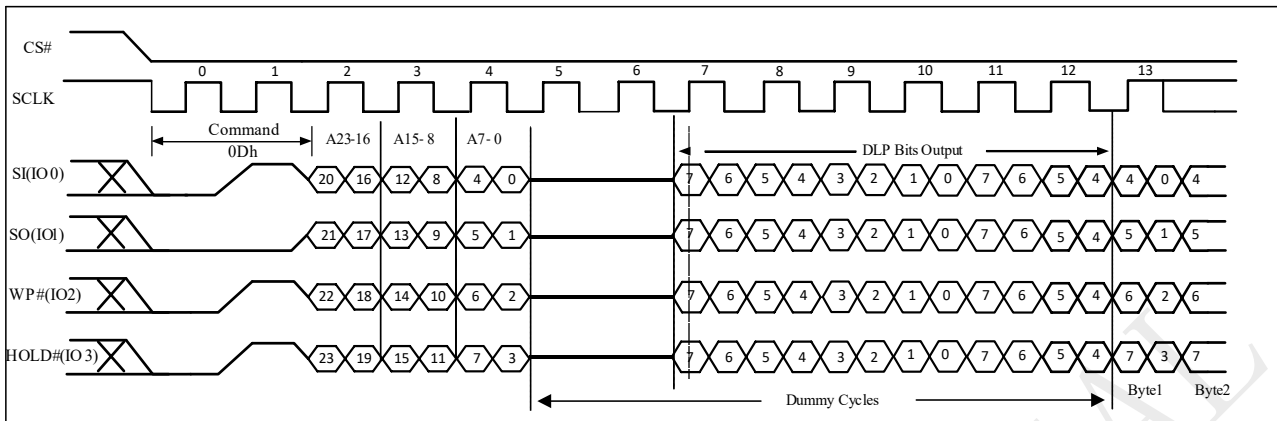 CS#
0 1 2 3 4 5 6 7 8 9 10 11 12 13
SCLK
Command
0Dh
A23-16 A15- 8 A7- 0
DLP Bits Output
SI(IO 0) 20 16 12 8 4 0 7 6 5 4 3 2 1 0 7 6 5 4 4 0 4
SO(IOl) 21 17 13 9 5 1 7 6 5 4 3 2 1 0 7 6 5 4 5 1 5
WP#(IO2) 22 18 14 10 6 2 7 6 5 4 3 2 1 0 7 6 5 4 6 2 6
HOLD#(IO 3) 23 19 15 11 7 3 7 6 5 4 3 2 1 0 7 6 5 4 7 3 7
Dummy Cycles
Byte1 Byte2